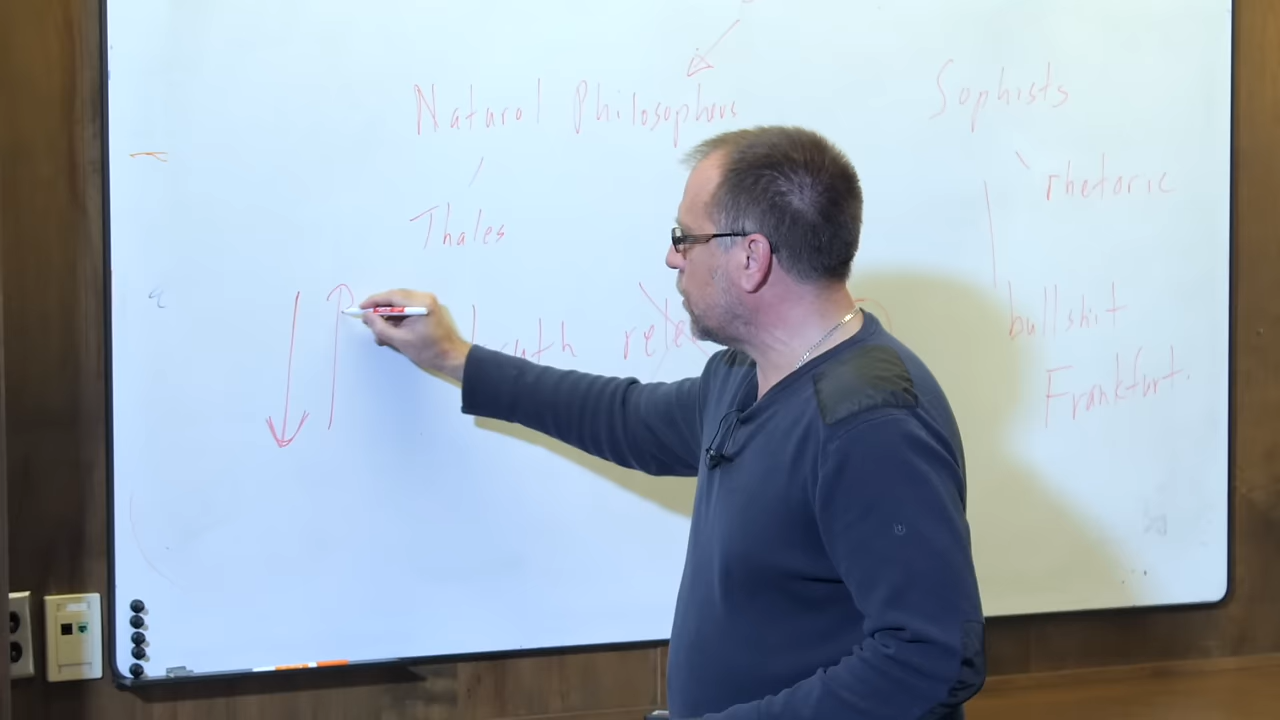 Natural Philosophers
Sophists
rhetoric
Thales
bullshit
Frankfurt.